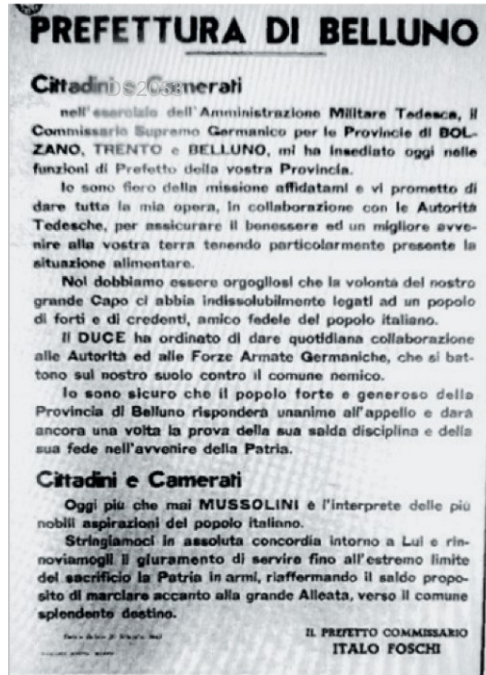 PREFETTURA DI BELLUNO
Cittadini e Camerati
nell'esercizio dell'Amministrazione Militare Tedesca, il
Commissario Supremo Germanico per le Provincie di BOL-
ZANO, TRENTO e BELLUNO, mi ha insediato oggi nelle
funzioni di Prefetto della vostra Provincia.
Io sono fiero della missione affidatami e vi prometto di
dare tutta la mia opera, in collaborazione con le Autorità
Tedesche, per assicurare il benessere ed un migliore avve-
nire alla vostra terra tenendo particolarmente presente la
situazione alimentare.
Noi dobbiamo essere orgogliosi che la volontà del nostro
grande Capo ci abbia indissolubilmente legati ad un popolo
di forti e di credenti, amico fedele del popolo italiano.
Il DUCE ha ordinato di dare quotidiana collaborazione
alle Autorità ed alle Forze Armate Germaniche, che si bat-
tono sul nostro suolo contro il comune nemico.
Io sono sicuro che il popolo forte e generoso della
Provincia di Belluno risponderà unanime all'appello e darà
ancora una volta la prova della sua salda disciplina e della
sua fede nell'avvenire della Patria.
Cittadini e Camerati
Oggi più che mai MUSSOLINI è l'interprete delle più
nobili aspirazioni del popolo italiano.
Stringiamoci in assoluta concordia intorno a Lui e rin-
noviamogli il giuramento di servire fino all'estremo limite
del sacrificio la Patria in armi, riaffermando il saldo propo-
sito di marciare accanto alla grande Alleata, verso il comune
splendente destino.
IL PREFETTO COMMISSARIO
ITALO FOSCHI